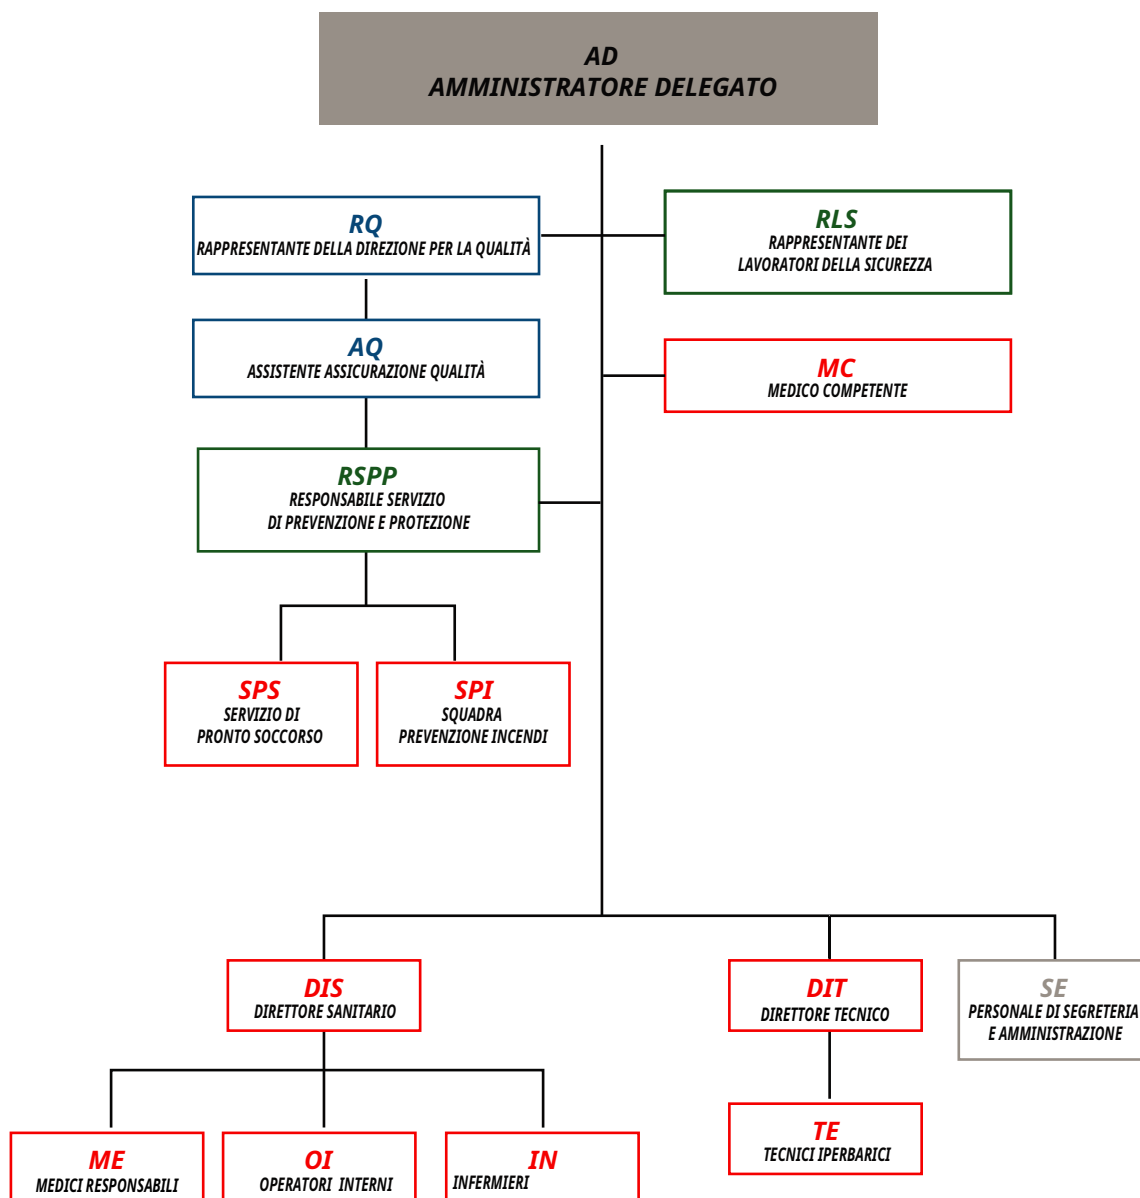 AD
AMMINISTRATORE DELEGATO
RQ
RAPPRESENTANTE DELLA DIREZIONE PER LA QUALITÀ
RLS
RAPPRESENTANTE DEI
LAVORATORI DELLA SICUREZZA
AQ
ASSISTENTE ASSICURAZIONE QUALITÀ
MC
MEDICO COMPETENTE
RSPP
RESPONSABILE SERVIZIO
DI PREVENZIONE E PROTEZIONE
SPS
SERVIZIO DI
PRONTO SOCCORSO
SPI
SQUADRA
PREVENZIONE INCENDI
DIS
DIRETTORE SANITARIO
DIT
DIRETTORE TECNICO
SE
PERSONALE DI SEGRETERIA
E AMMINISTRAZIONE
ME
MEDICI RESPONSABILI
OI
OPERATORI INTERNI
IN
INFERMIERI
TE
TECNICI IPERBARICI